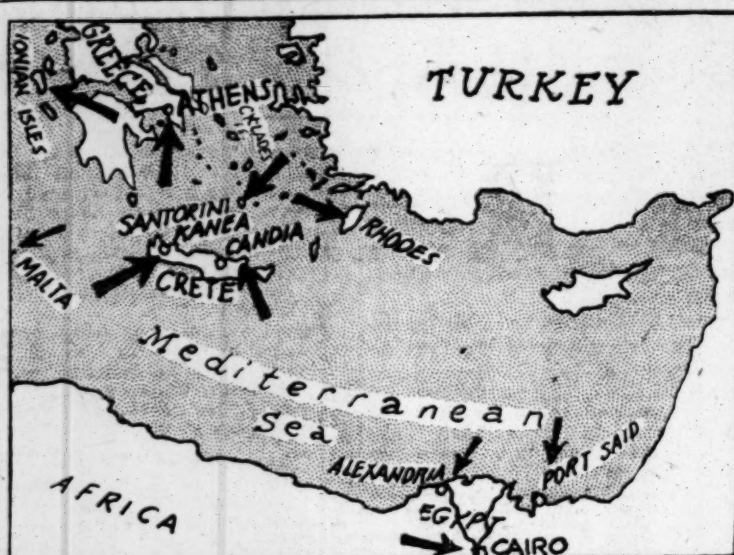 IONIAN ISLES
GREECE
ATHENS
CYCLADES
IS.
TURKEY
SANTORINI
KANEA
CANDIA
RHODES
MALTA
CRETE
Mediterranean
Sea
ALEXANDRIA
PORT SAID
AFRICA
EGYPT
CAIRO